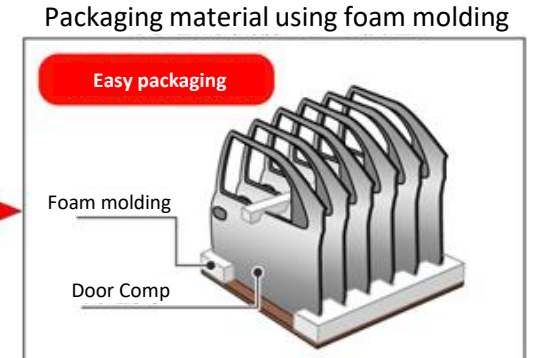 Packaging material using foam molding
Easy packaging
Foam molding
Door Comp